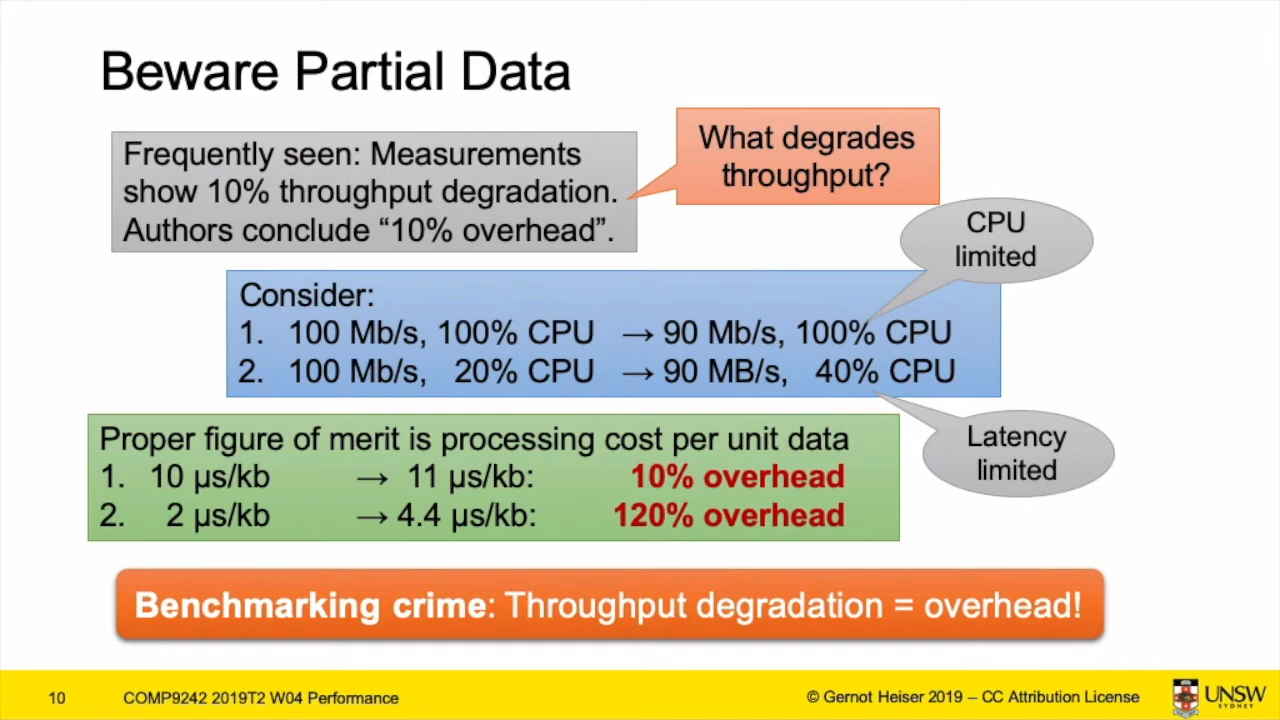 Beware Partial Data
Frequently seen: Measurements
show 10% throughput degradation.
Authors conclude “10% overhead”.
What degrades
throughput?
CPU
limited
Consider:
1. 100 Mb/s, 100% CPU → 90 Mb/s, 100% CPU
2. 100 Mb/s, 20% CPU → 90 MB/s, 40% CPU
Latency
limited
Proper figure of merit is processing cost per unit data
1. 10 µs/kb → 11 µs/kb: 10% overhead
2. 2 µs/kb → 4.4 µs/kb: 120% overhead
Benchmarking crime: Throughput degradation = overhead!
10 COMP9242 2019T2 W04 Performance © Gernot Heiser 2019 – CC Attribution License
UNSW
SYDNEY